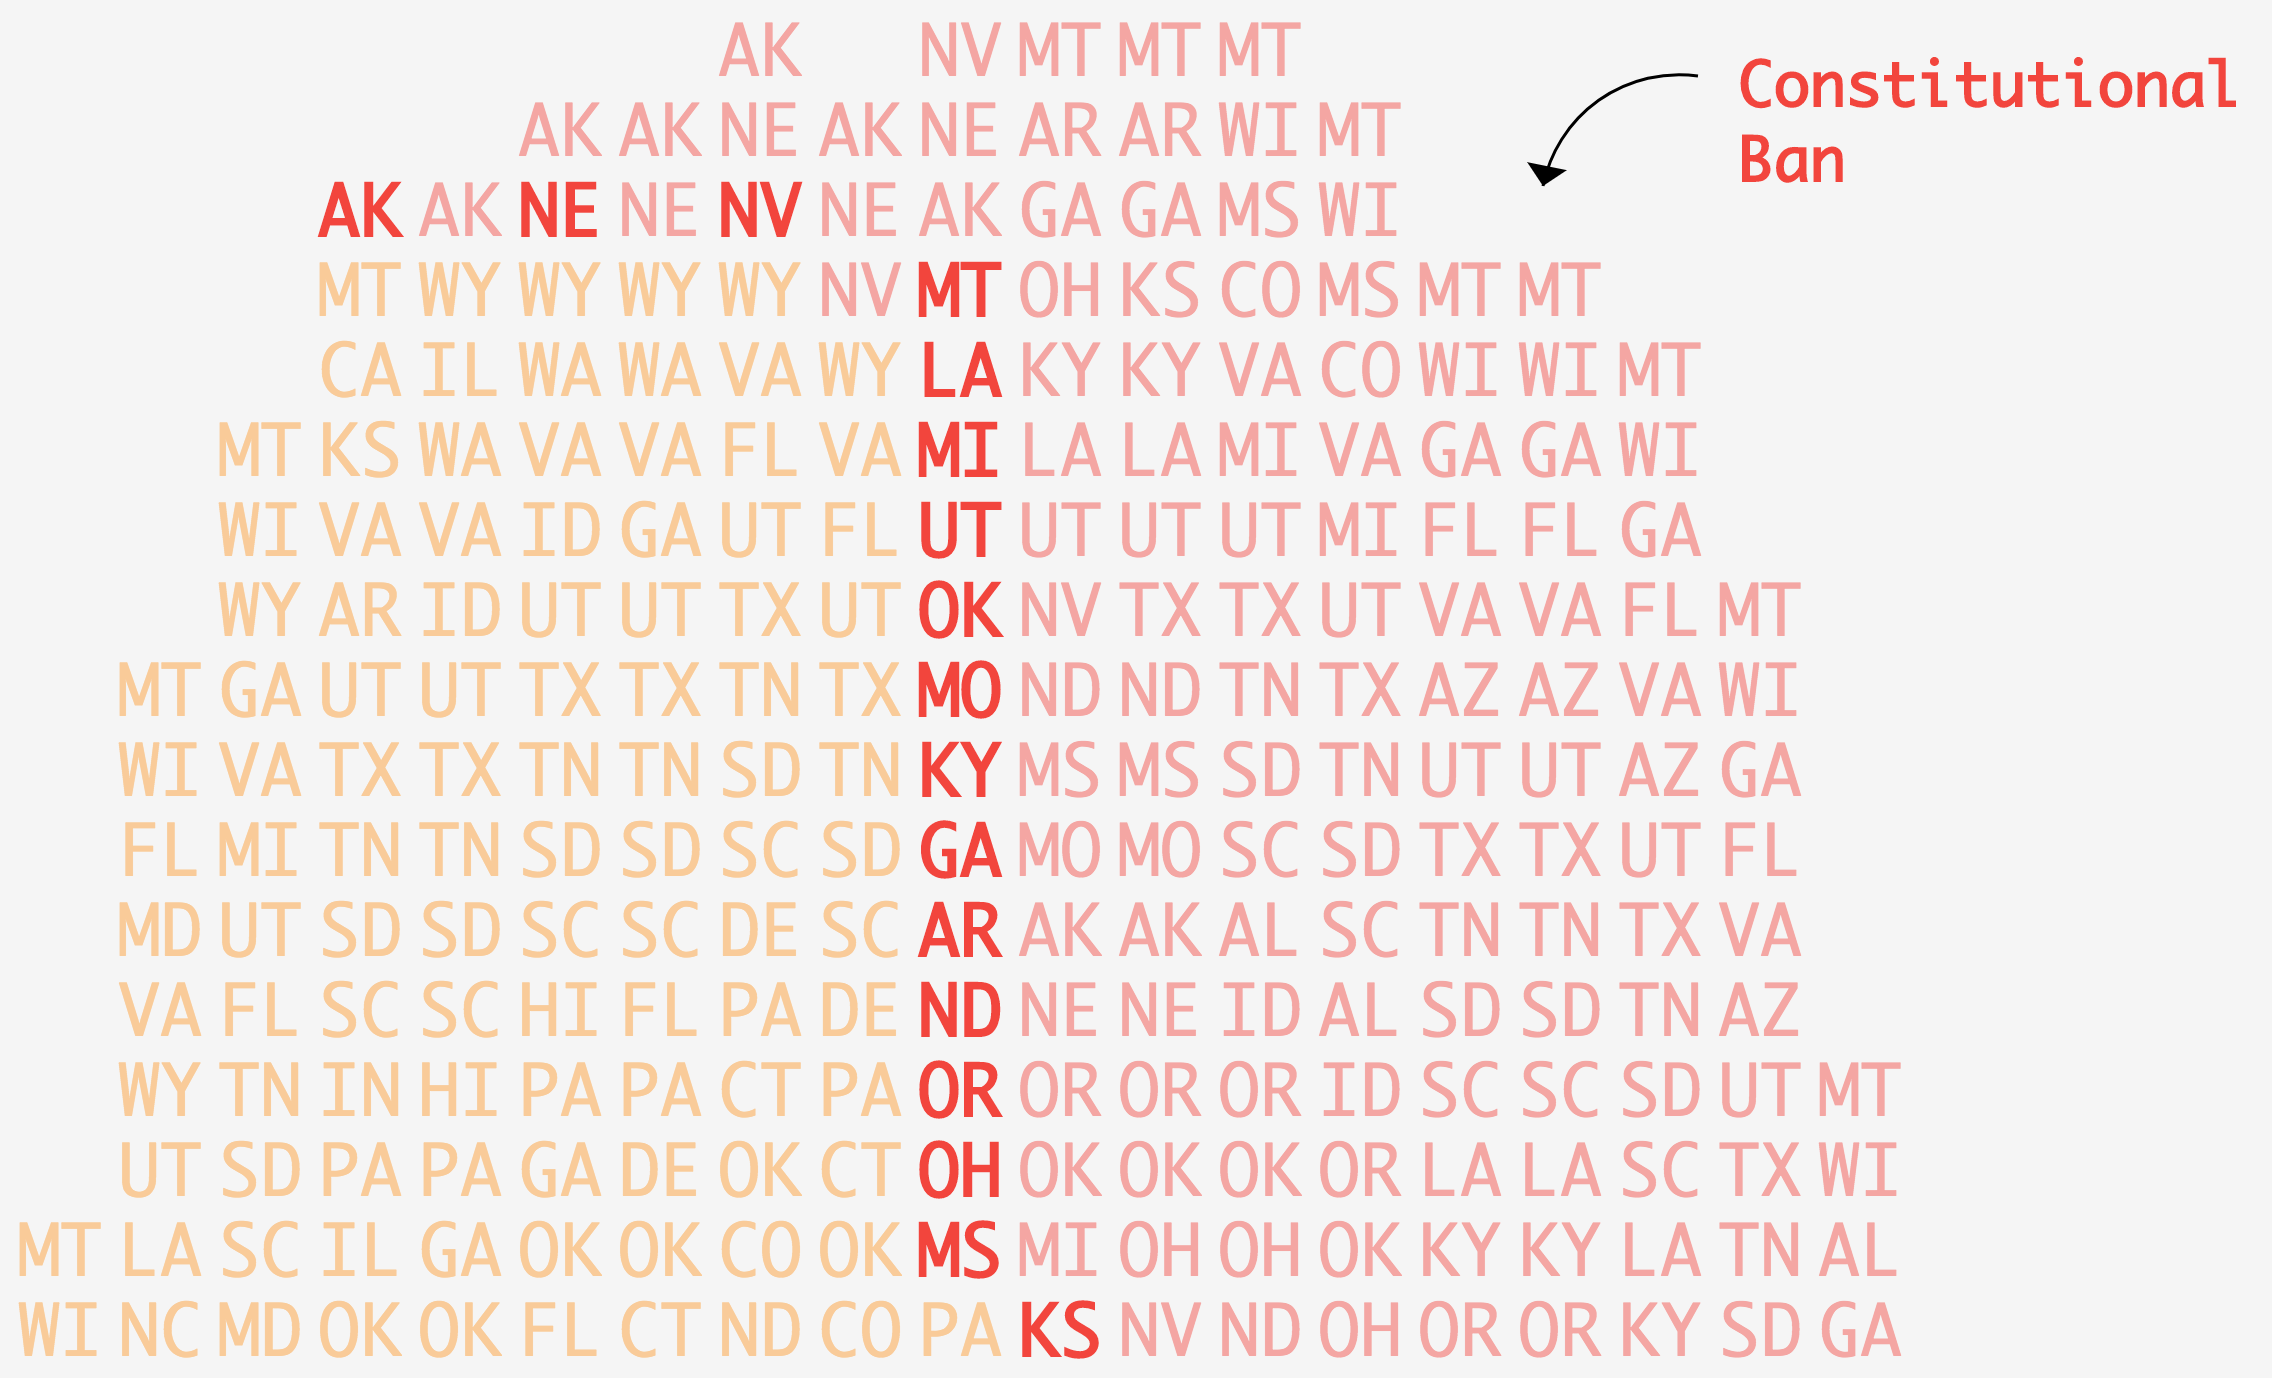 AK NV MT MT MT
Constitutional
Ban
AK AK NE AK NE AR AR WI MT
AK AK NE NE NV NE AK GA GA MS WI
MT WY WY WY WY NV MT OH KS CO MS MT MT
CA IL WA WA VA WY LA KY KY VA CO WI WI MT
MT KS WA VA VA FL VA MI LA LA MI VA GA GA WI
WI VA VA ID GA UT FL UT UT UT UT MI FL FL GA
WY AR ID UT UT TX UT OK NV TX TX UT VA VA FL MT
MT GA UT UT TX TX TN TX MO ND ND TN TX AZ AZ VA WI
WI VA TX TX TN TN SD TN KY MS MS SD TN UT UT AZ GA
FL MI TN TN SD SD SC SD GA MO MO SC SD TX TX UT FL
MD UT SD SD SC SC DE SC AR AK AK AL SC TN TN TX VA
VA FL SC SC HI FL PA DE ND NE NE ID AL SD SD TN AZ
WY TN IN HI PA PA CT PA OR OR OR OR ID SC SC SD UT MT
UT SD PA PA GA DE OK CT OH OK OK OK OR LA LA SC TX WI
MT LA SC IL GA OK OK CO OK MS MI OH OH OK KY KY LA TN AL
WI NC MD OK OK FL CT ND CO PA KS NV ND OH OR OR KY SD GA